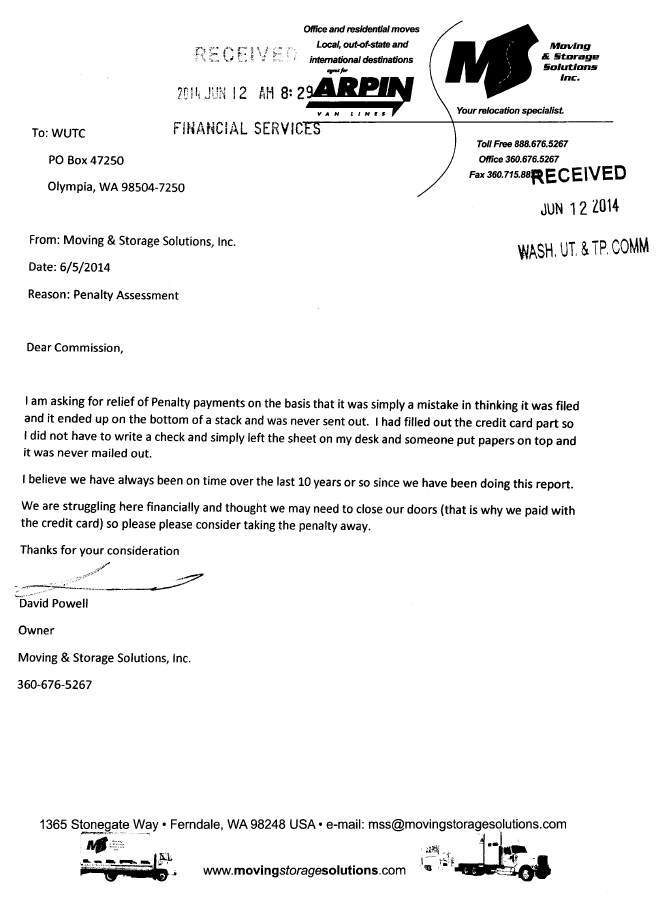 Office and residential moves
Local, out-of-state and
international destinations
agent for
ARPIN
VAN LINES
MS
Moving
& Storage
Solutions
Inc.
Your relocation specialist.
RECEIVED
2014 JUN 12 AM 8:29
FINANCIAL SERVICES
Toll Free 888.676.5267
Office 360.676.5267
Fax 360.715.88
RECEIVED
JUN 12 2014
WASH. UT. & TP. COMM
To: WUTC
PO Box 47250
Olympia, WA 98504-7250
From: Moving & Storage Solutions, Inc.
Date: 6/5/2014
Reason: Penalty Assessment
Dear Commission,
I am asking for relief of Penalty payments on the basis that it was simply a mistake in thinking it was filed
and it ended up on the bottom of a stack and was never sent out.  I had filled out the credit card part so
I did not have to write a check and simply left the sheet on my desk and someone put papers on top and
it was never mailed out.
I believe we have always been on time over the last 10 years or so since we have been doing this report.
We are struggling here financially and thought we may need to close our doors (that is why we paid with
the credit card) so please please consider taking the penalty away.
Thanks for your consideration
David Powell
Owner
Moving & Storage Solutions, Inc.
360-676-5267
1365 Stonegate Way • Ferndale, WA 98248 USA • e-mail: mss@movingstoragesolutions.com
MS
www.movingstoragesolutions.com